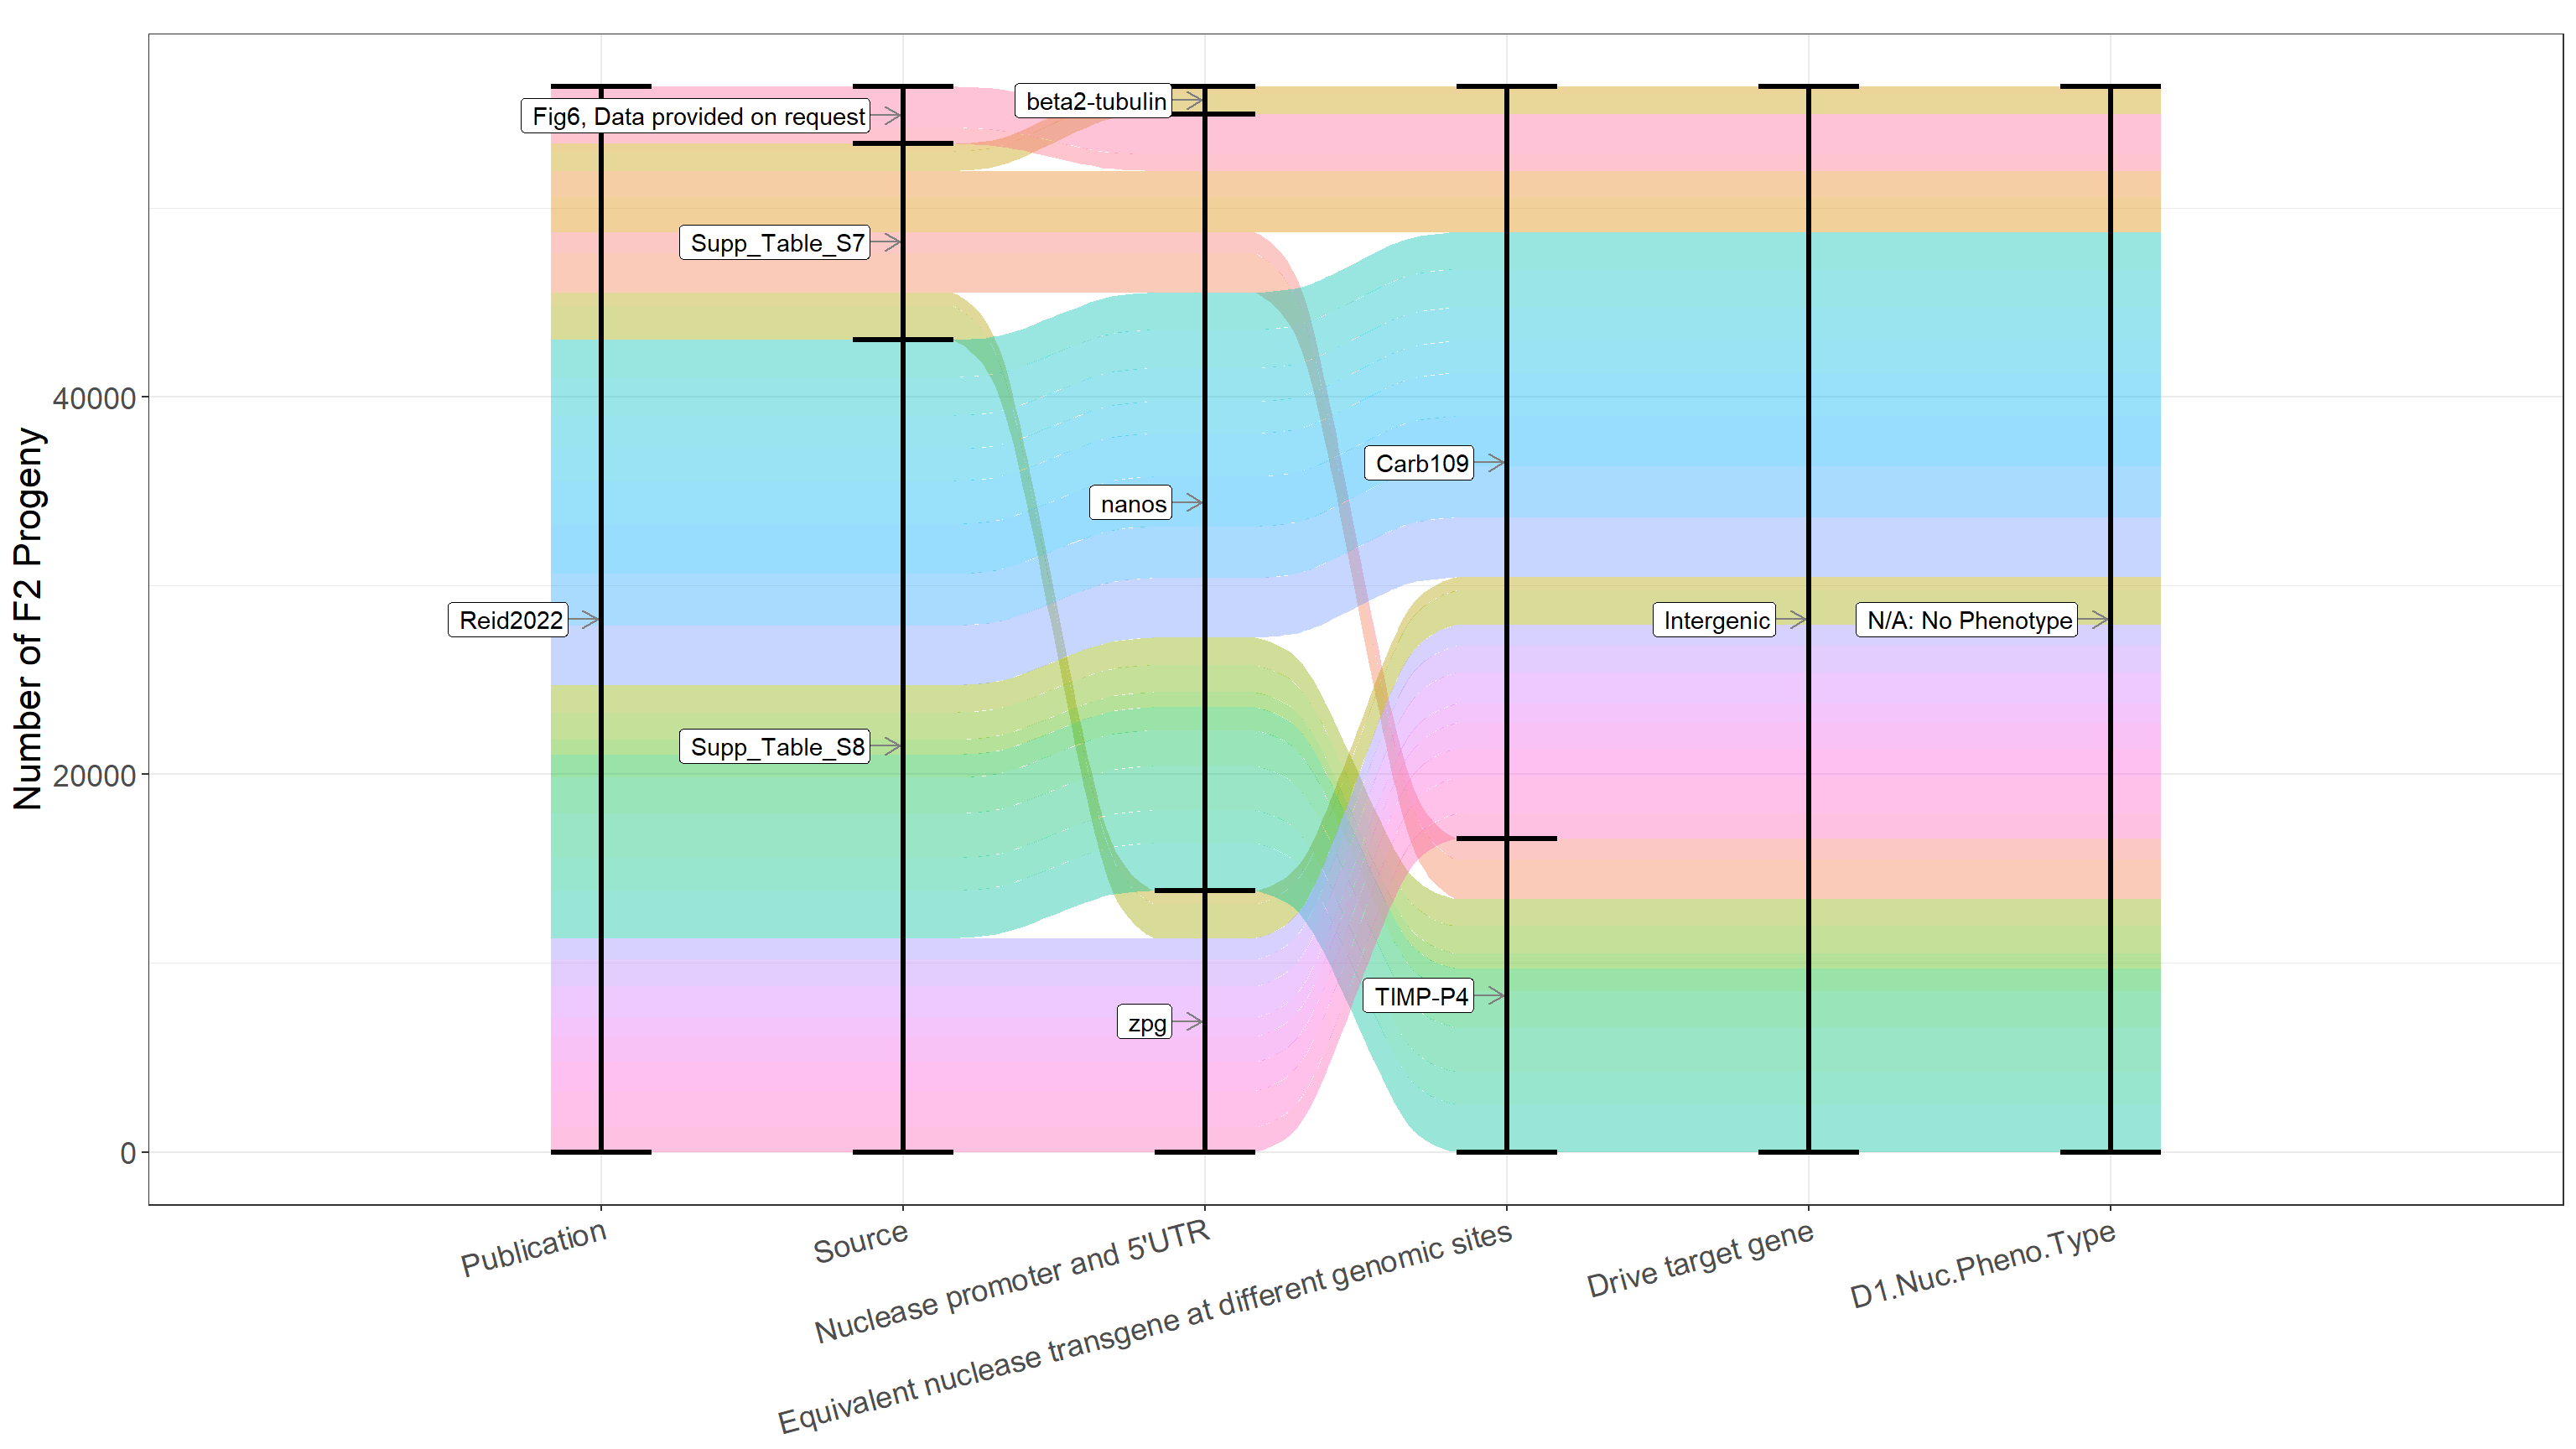 beta2-tubulin
Fig6, Data provided on request
Supp_Table_S7
40000
Carb109
nanos
Number of F2 Progeny
Reid2022
Intergenic
N/A: No Phenotype
Supp_Table_S8
20000
TIMP-P4
zpg
0
Publication
Source
Nuclease promoter and 5'UTR
Equivalent nuclease transgene at different genomic sites
Drive target gene
D1.Nuc.Pheno.Type